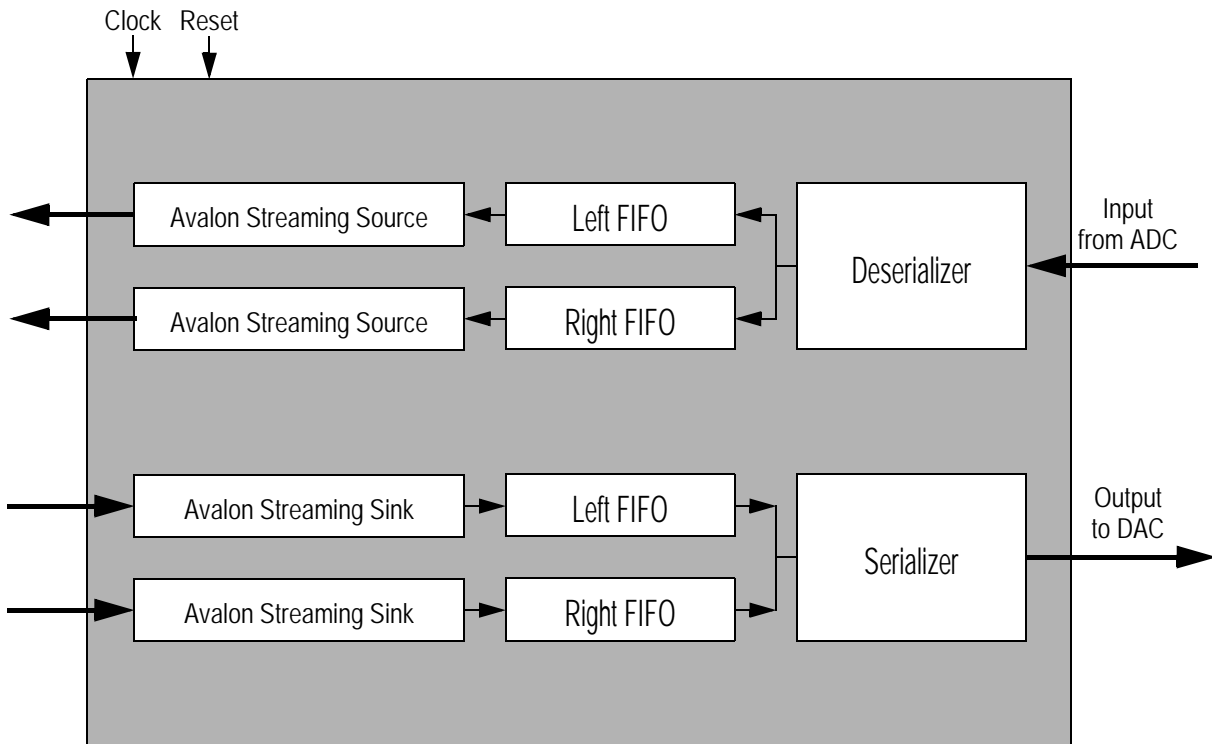 Clock Reset
Avalon Streaming Source
Left FIFO
Deserializer
Input
from ADC
Avalon Streaming Source
Right FIFO
Avalon Streaming Sink
Left FIFO
Serializer
Output
to DAC
Avalon Streaming Sink
Right FIFO